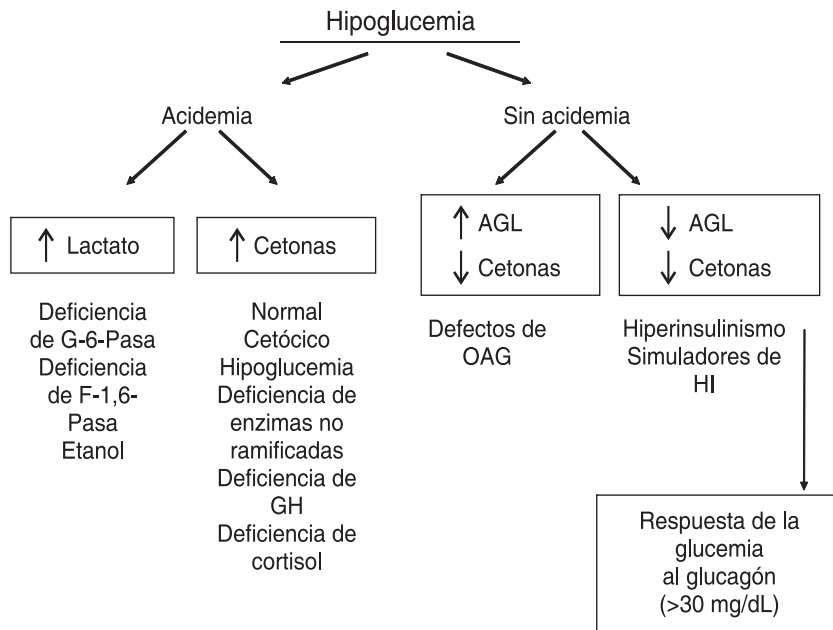 Hipoglucemia
Acidemia
Sin acidemia
↑ Lactato
↑ Cetonas
↑ AGL
↓ Cetonas
↓ AGL
↓ Cetonas
Deficiencia
de G-6-Pasa
Deficiencia
de F-1,6-
Pasa
Etanol
Normal
Cetócico
Hipoglucemia
Deficiencia de
enzimas no
ramificadas
Deficiencia de
GH
Deficiencia de
cortisol
Defectos de
OAG
Hiperinsulinismo
Simuladores de
HI
Respuesta de la
glucemia
al glucagón
(>30 mg/dL)